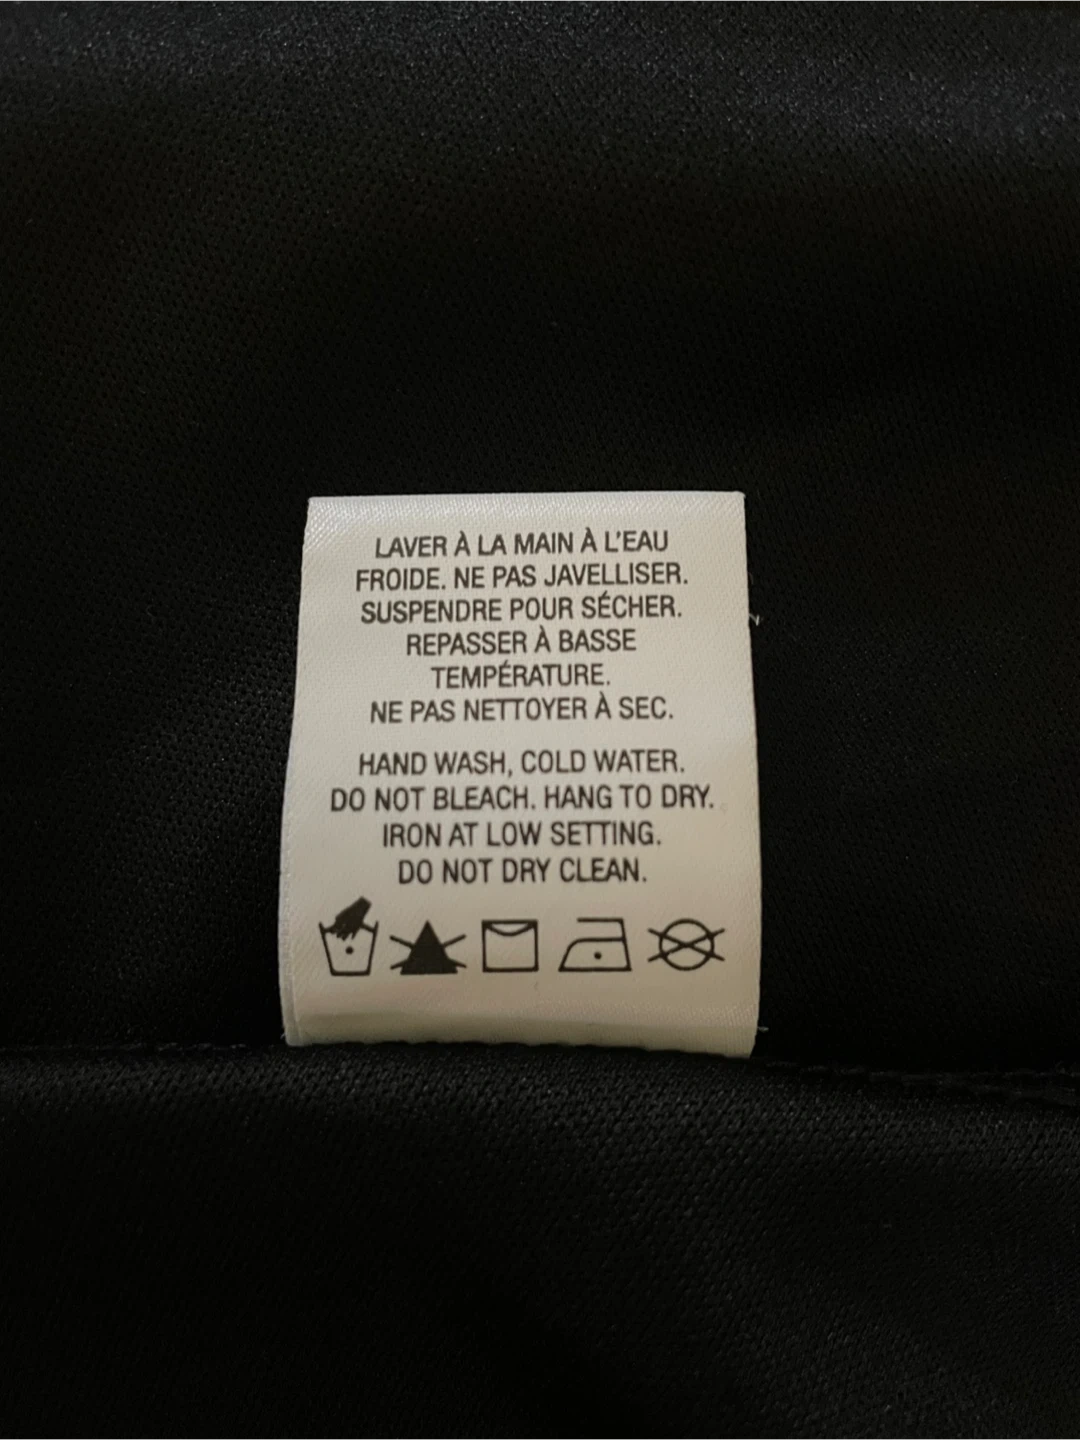 LAVER À LA MAIN À L'EAU
FROIDE. NE PAS JAVELLISER.
SUSPENDRE POUR SÉCHER.
REPASSER À BASSE
TEMPÉRATURE.
NE PAS NETTOYER À SEC.
HAND WASH, COLD WATER.
DO NOT BLEACH. HANG TO DRY.
IRON AT LOW SETTING.
DO NOT DRY CLEAN.